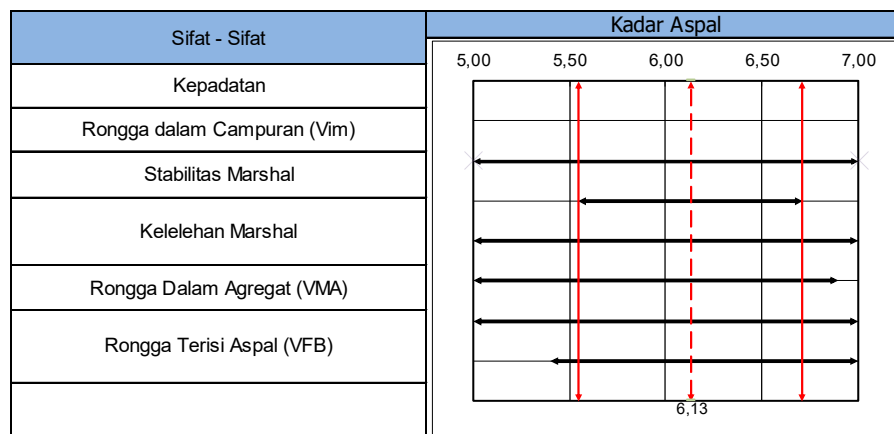 Sifat - Sifat
Kadar Aspal
5,00 5,50 6,00 6,50 7,00
Kepadatan
Rongga dalam Campuran (Vim)
Stabilitas Marshal
Kelelehan Marshal
Rongga Dalam Agregat (VMA)
Rongga Terisi Aspal (VFB)
6,13